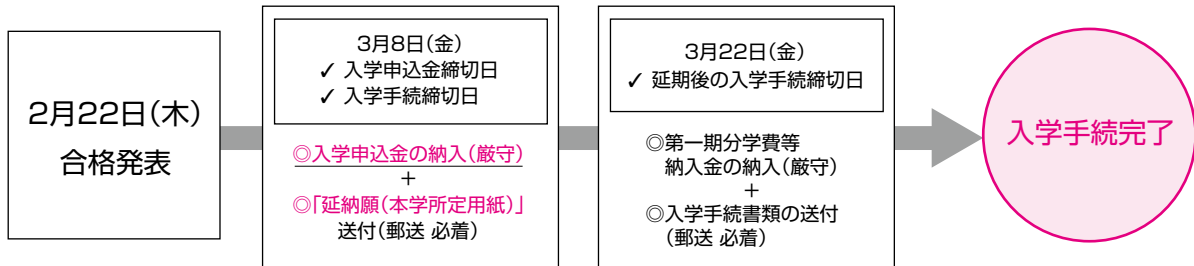 2月22日(木)
合格発表
3月8日(金)
✓ 入学申込金締切日
✓ 入学手続締切日
◎入学申込金の納入(厳守)
+
◎「延納願(本学所定用紙)」
送付(郵送 必着)
3月22日(金)
✓ 延期後の入学手続締切日
◎第一期分学費等
納入金の納入(厳守)
+
◎入学手続書類の送付
(郵送 必着)
入学手続完了